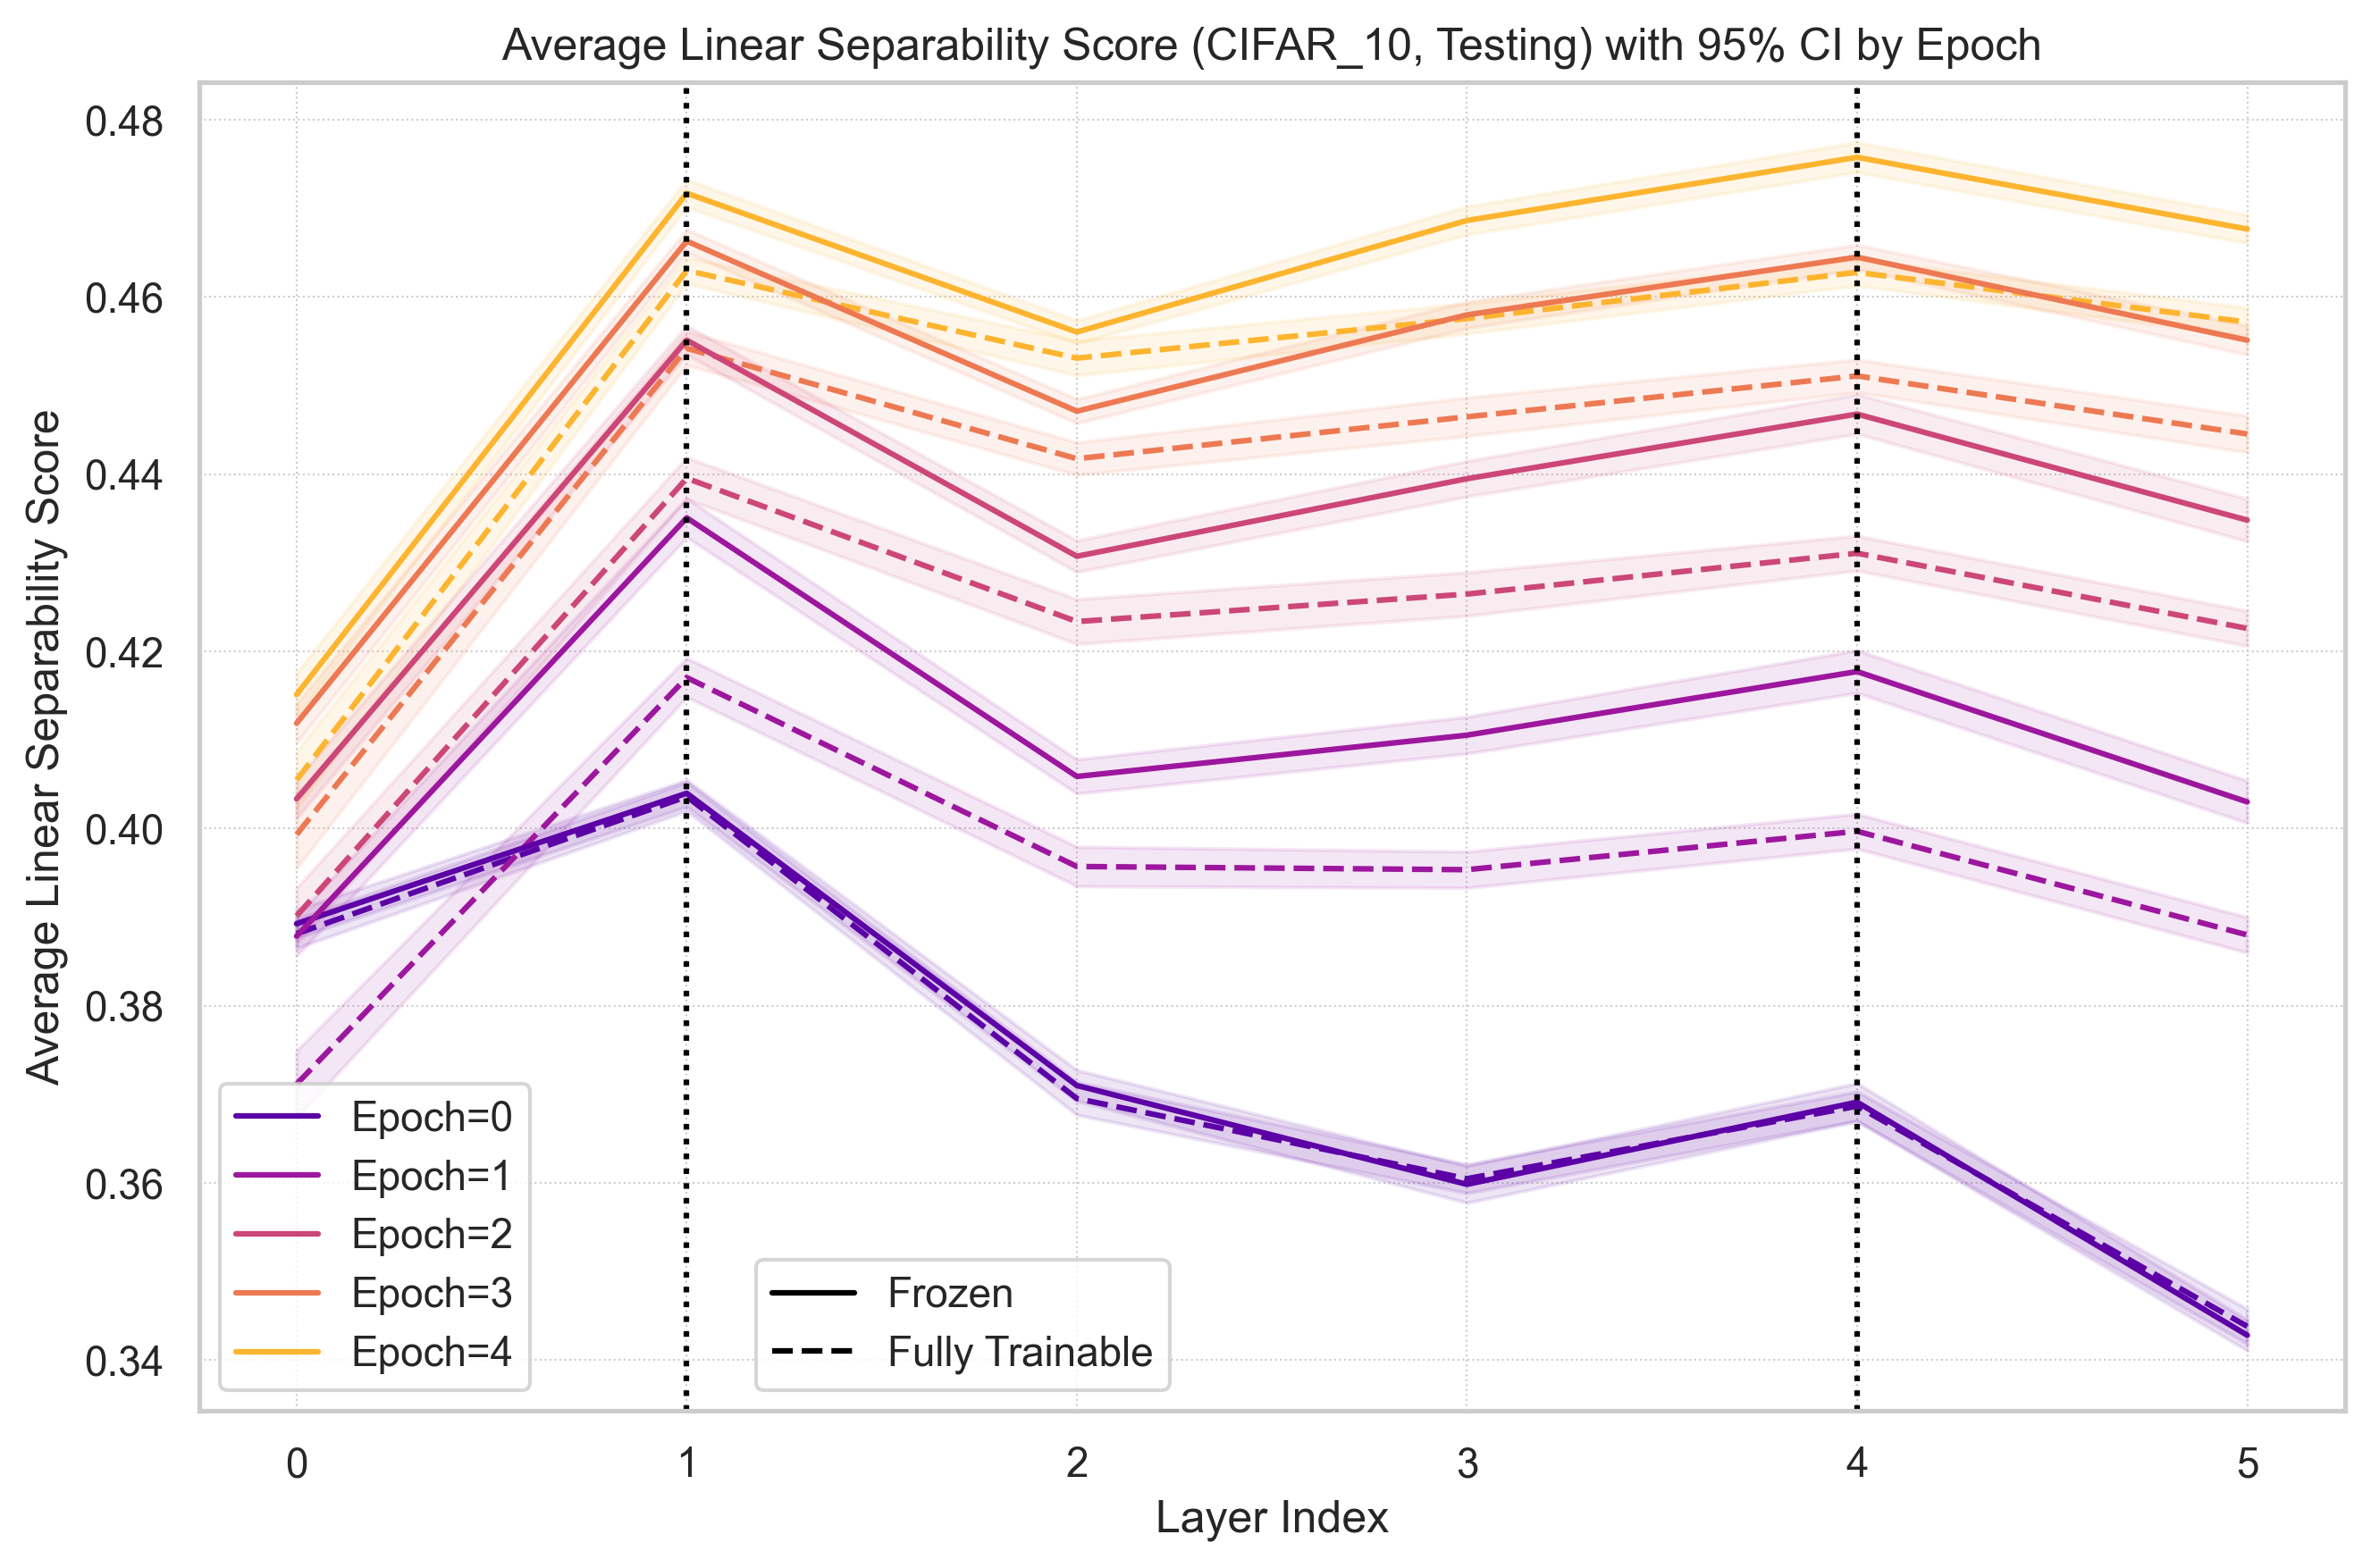 Average Linear Separability Score (CIFAR_10, Testing) with 95% CI by Epoch
Average Linear Separability Score
0.48
0.46
0.44
0.42
0.40
0.38
0.36
0.34
Epoch=0
Epoch=1
Epoch=2
Epoch=3
Epoch=4
Frozen
Fully Trainable
0 1 2 3 4 5
Layer Index